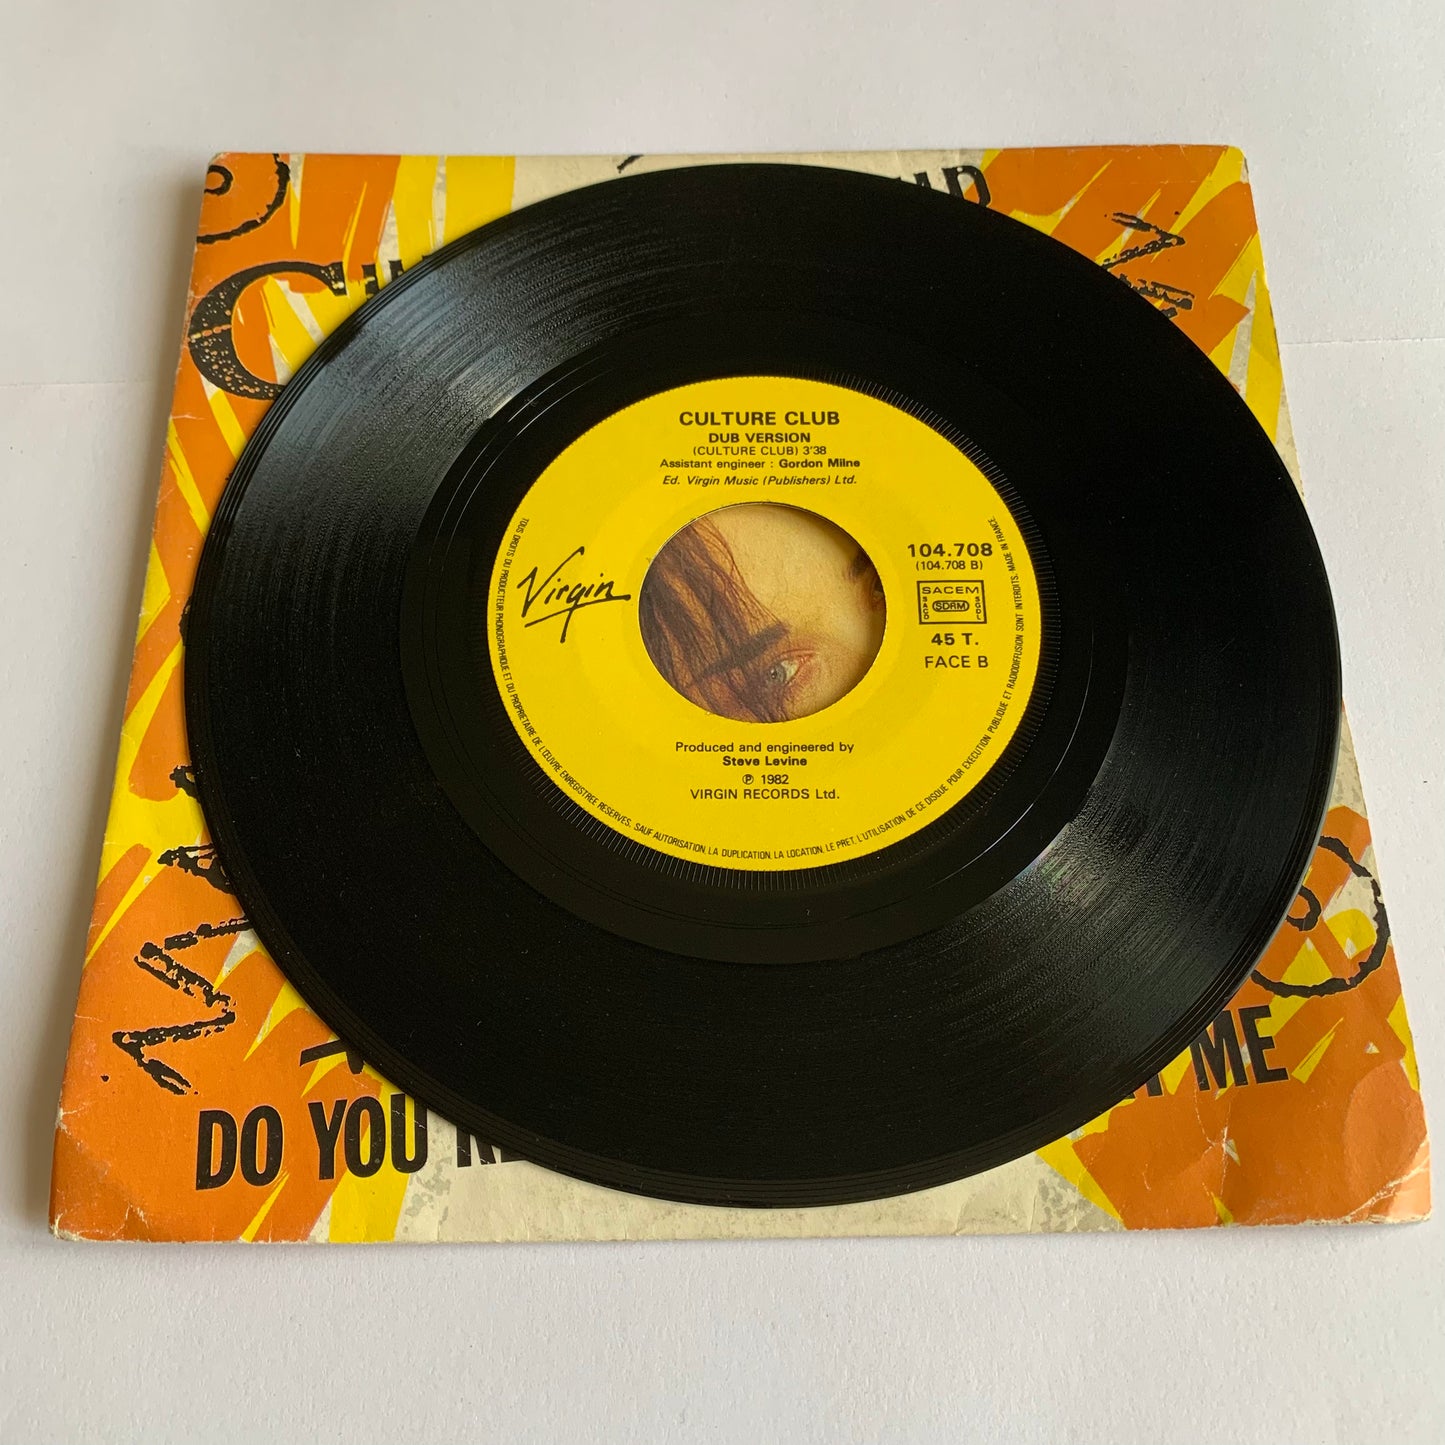 CULTURE CLUB
DUB VERSION
(CULTURE CLUB) 3'38
Assistant engineer : Gordon Milne
Ed. Virgin Music (Publishers) Ltd.
Virgin
104.708
(104.708 B)
SACEM
SACD SDRM SGDL
45 T.
FACE B
Produced and engineered by
Steve Levine
℗ 1982
VIRGIN RECORDS Ltd.
TOUS DROITS DU PRODUCTEUR PHONOGRAPHIQUE ET DU PROPRIETAIRE DE L'ŒUVRE ENREGISTREE RESERVES. SAUF AUTORISATION, LA DUPLICATION, LA LOCATION, LE PRET, L'UTILISATION DE CE DISQUE POUR EXECUTION PUBLIQUE ET RADIODIFFUSION SONT INTERDITS. MADE IN FRANCE.
DO YOU
ME